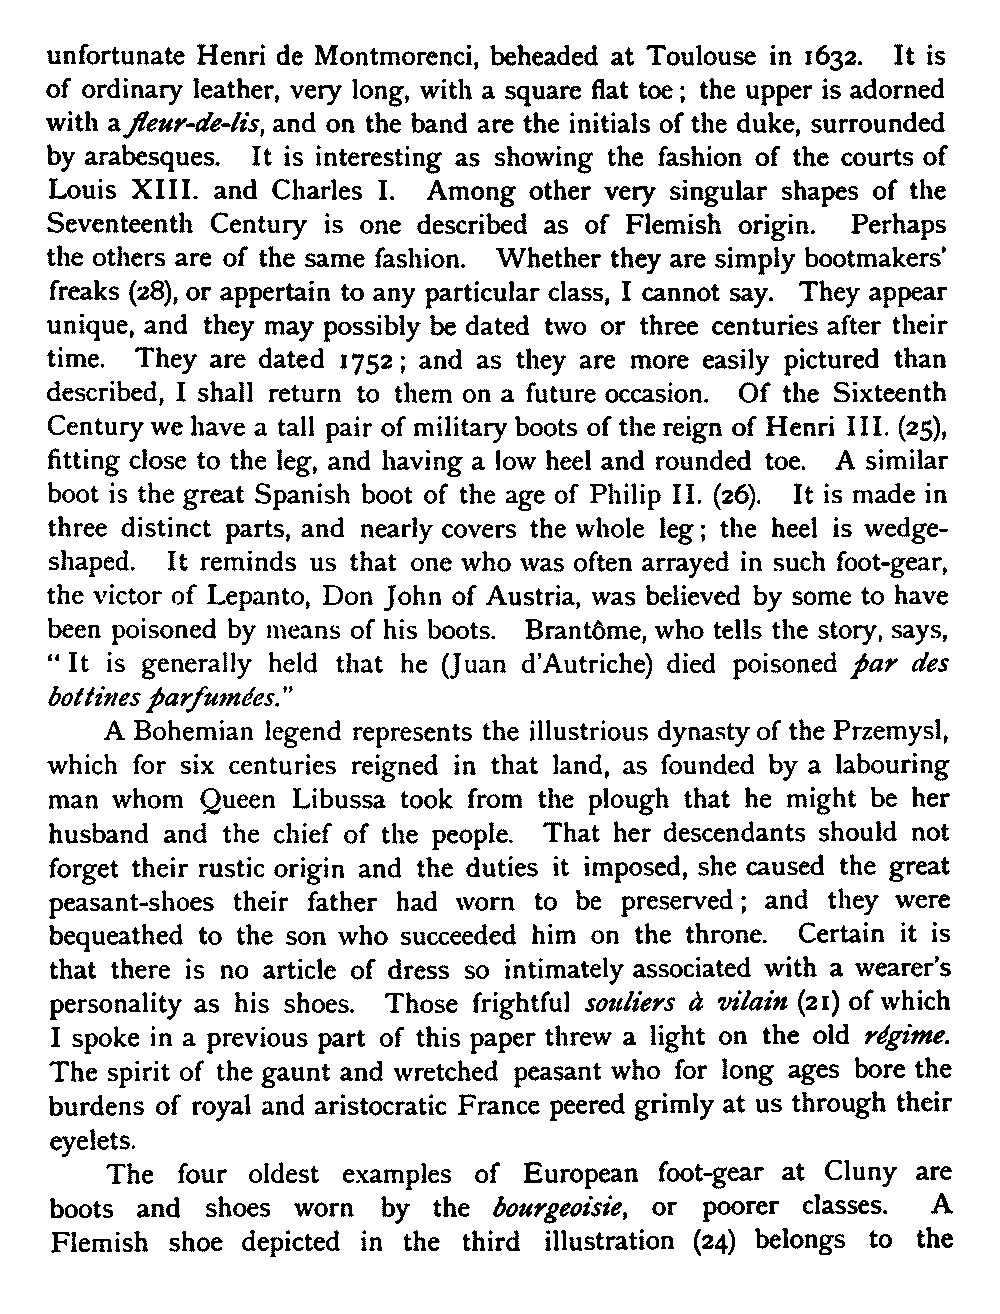 unfortunate Henri de Montmorenci, beheaded at Toulouse in 1632. It is
of ordinary leather, very long, with a square flat toe; the upper is adorned
with a fleur-de-lis, and on the band are the initials of the duke, surrounded
by arabesques. It is interesting as showing the fashion of the courts of
Louis XIII. and Charles I. Among other very singular shapes of the
Seventeenth Century is one described as of Flemish origin. Perhaps
the others are of the same fashion. Whether they are simply bootmakers'
freaks (28), or appertain to any particular class, I cannot say. They appear
unique, and they may possibly be dated two or three centuries after their
time. They are dated 1752; and as they are more easily pictured than
described, I shall return to them on a future occasion. Of the Sixteenth
Century we have a tall pair of military boots of the reign of Henri III. (25),
fitting close to the leg, and having a low heel and rounded toe. A similar
boot is the great Spanish boot of the age of Philip II. (26). It is made in
three distinct parts, and nearly covers the whole leg; the heel is wedge-
shaped. It reminds us that one who was often arrayed in such foot-gear,
the victor of Lepanto, Don John of Austria, was believed by some to have
been poisoned by means of his boots. Brantôme, who tells the story, says,
"It is generally held that he (Juan d'Autriche) died poisoned par des
bottines parfumées."
A Bohemian legend represents the illustrious dynasty of the Przemysl,
which for six centuries reigned in that land, as founded by a labouring
man whom Queen Libussa took from the plough that he might be her
husband and the chief of the people. That her descendants should not
forget their rustic origin and the duties it imposed, she caused the great
peasant-shoes their father had worn to be preserved; and they were
bequeathed to the son who succeeded him on the throne. Certain it is
that there is no article of dress so intimately associated with a wearer's
personality as his shoes. Those frightful souliers à vilain (21) of which
I spoke in a previous part of this paper threw a light on the old régime.
The spirit of the gaunt and wretched peasant who for long ages bore the
burdens of royal and aristocratic France peered grimly at us through their
eyelets.
The four oldest examples of European foot-gear at Cluny are
boots and shoes worn by the bourgeoisie, or poorer classes. A
Flemish shoe depicted in the third illustration (24) belongs to the